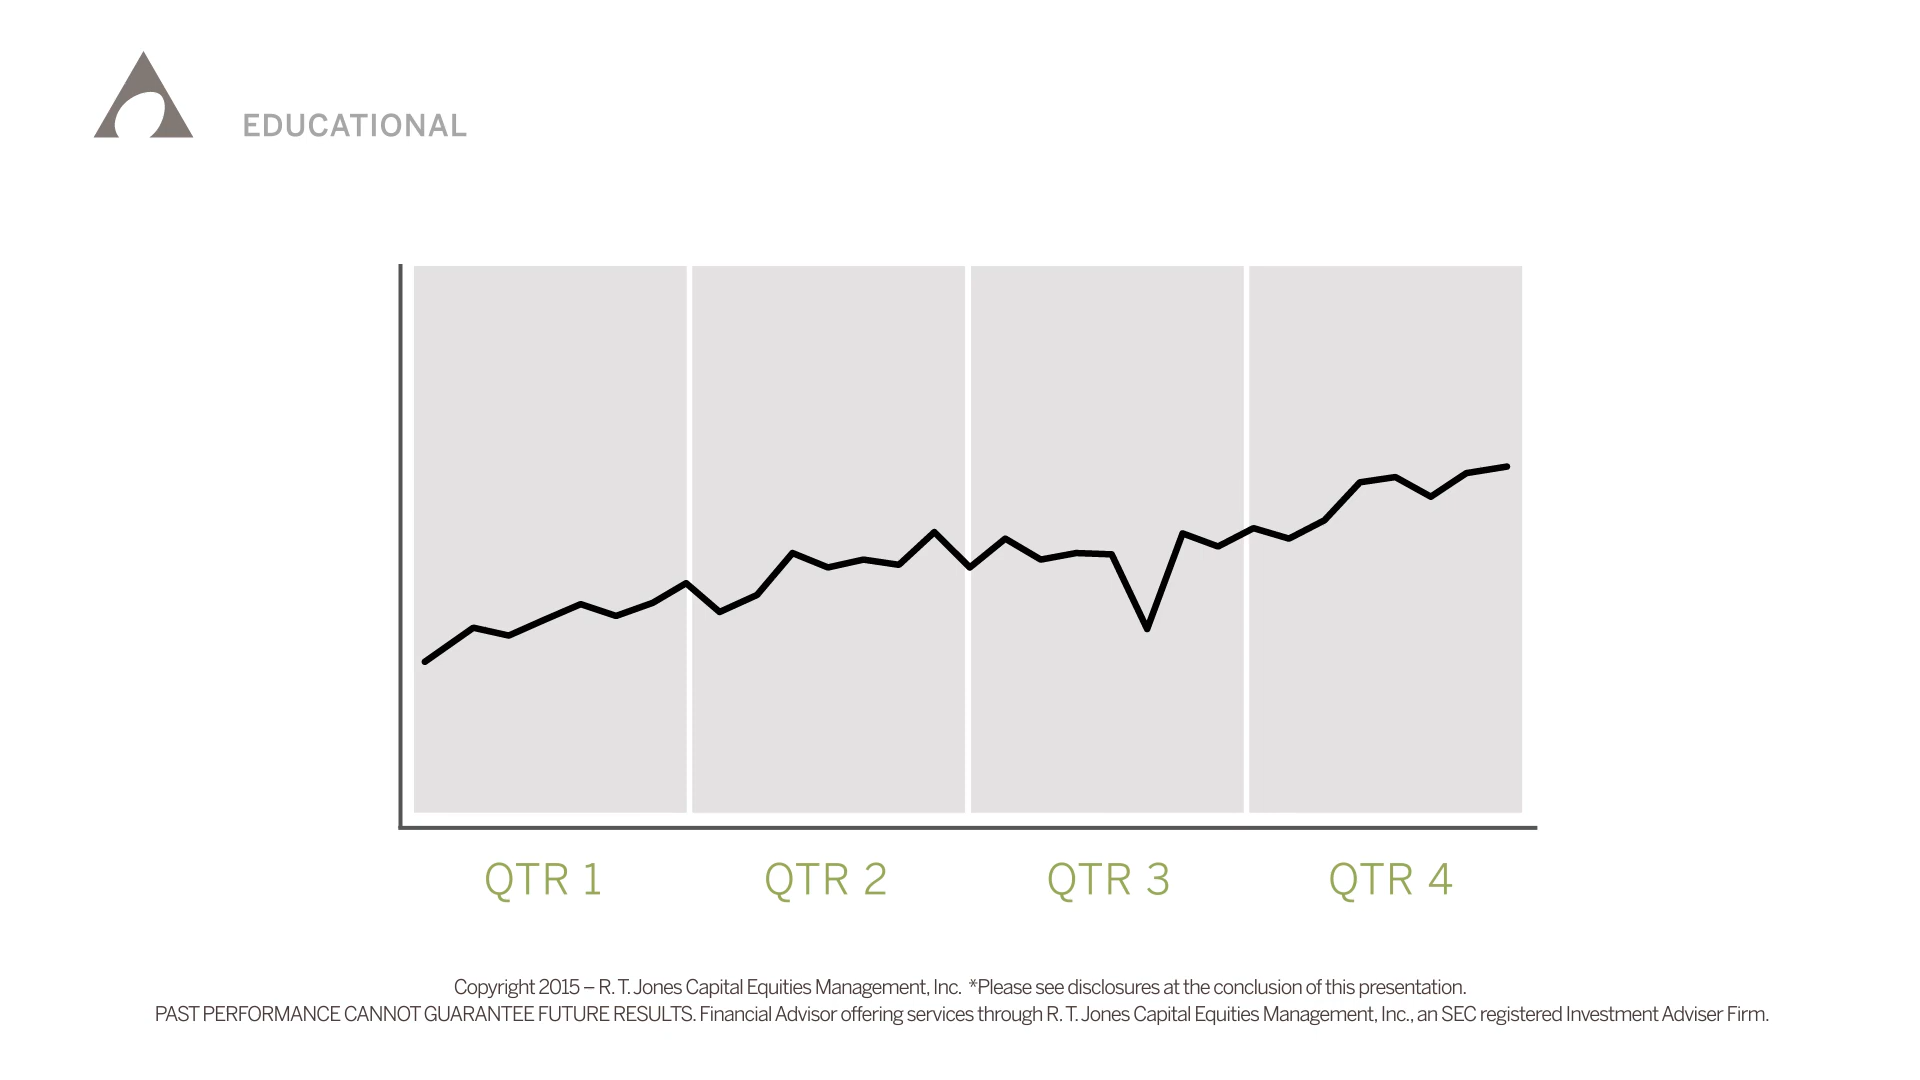 EDUCATIONAL
QTR 1 QTR 2 QTR 3 QTR 4
Copyright 2015 – R. T. Jones Capital Equities Management, Inc. *Please see disclosures at the conclusion of this presentation.
PAST PERFORMANCE CANNOT GUARANTEE FUTURE RESULTS. Financial Advisor offering services through R. T. Jones Capital Equities Management, Inc., an SEC registered Investment Adviser Firm.